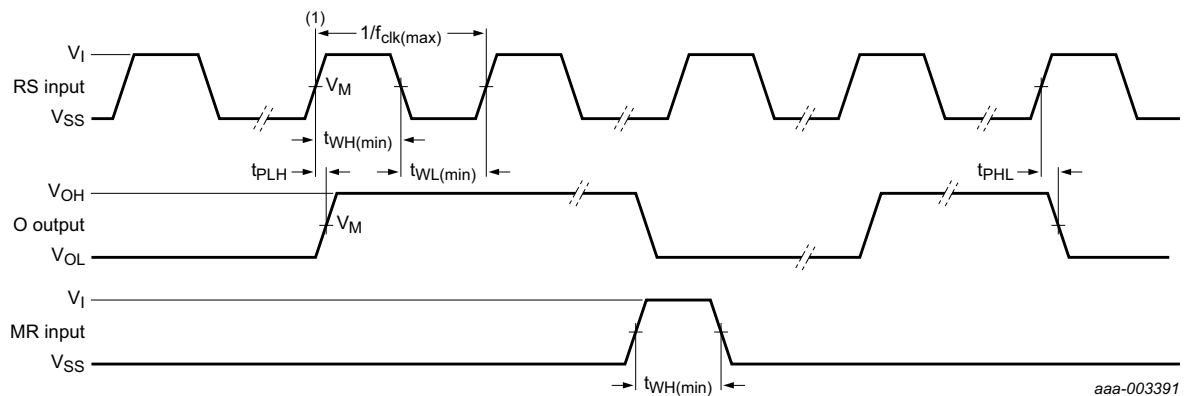 (1)
1/fclk(max)
VI
RS input
VM
VSS
tWH(min)
tPLH
tWL(min)
tPHL
VOH
O output
VM
VOL
VI
MR input
VSS
tWH(min)
aaa-003391